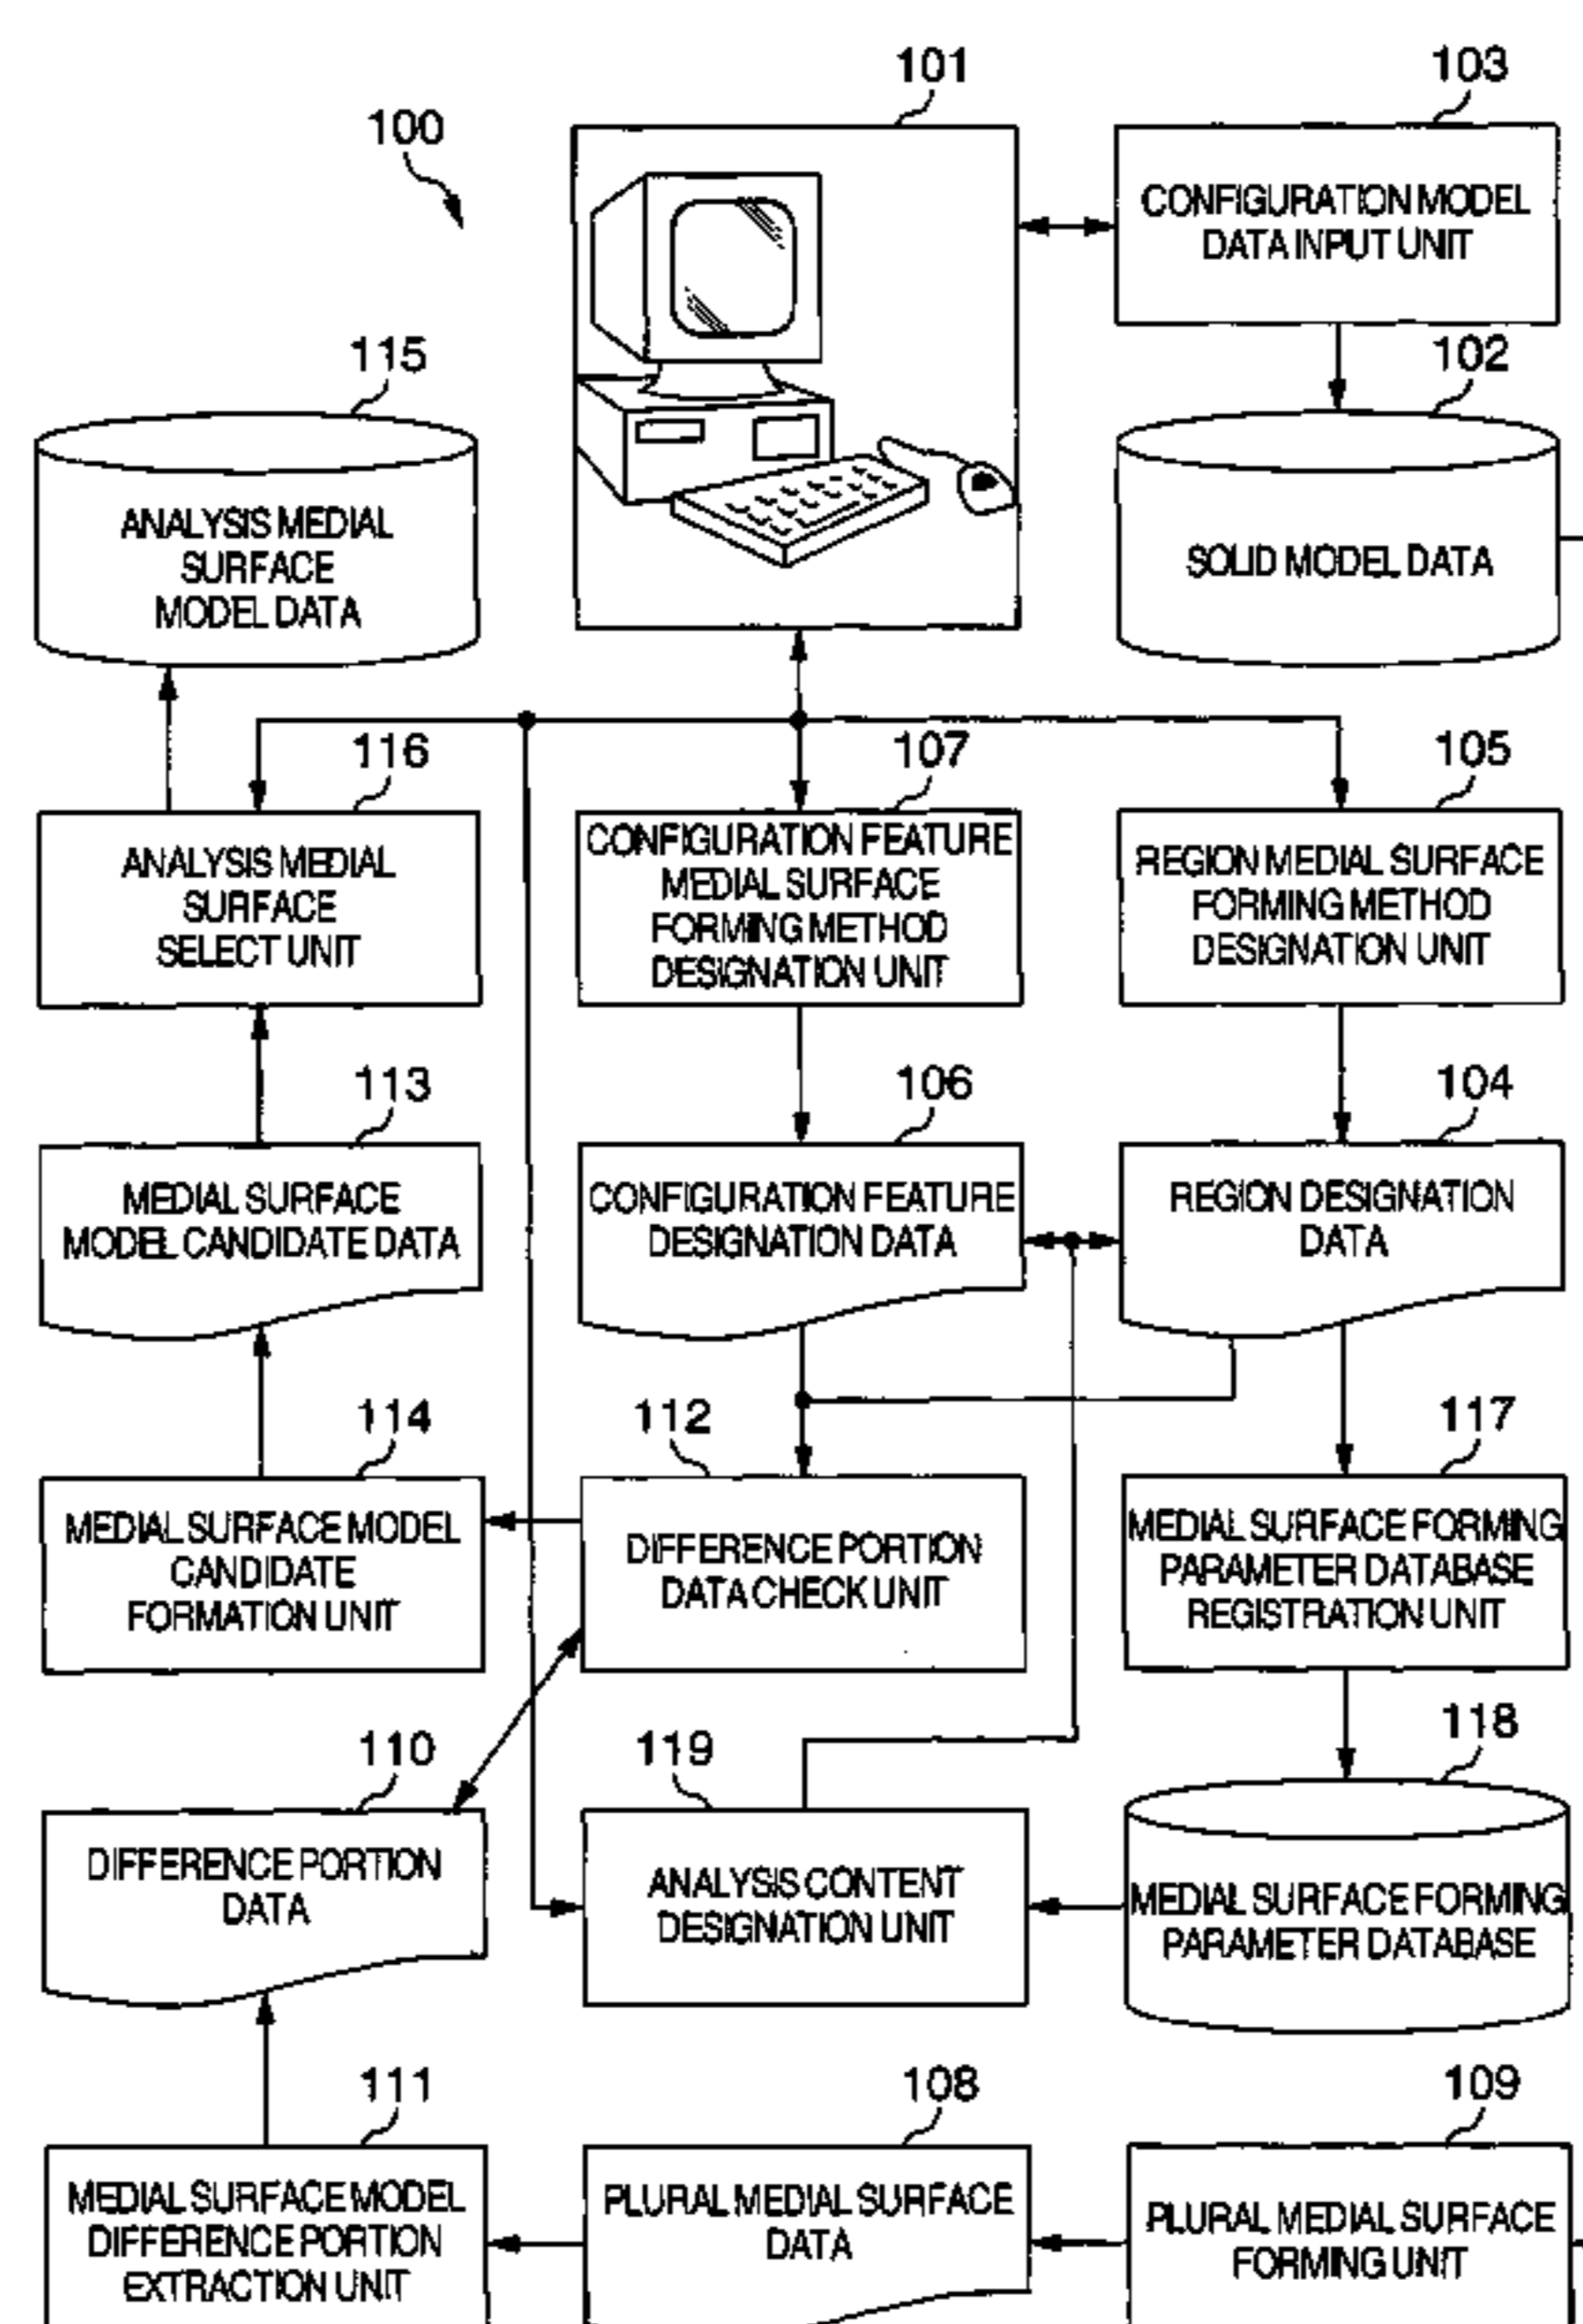 101
103
100
CONFIGURATION MODEL
DATA INPUT UNIT
115
102
ANALYSIS MEDIAL
SURFACE
MODEL DATA
SOLID MODEL DATA
116
107
105
ANALYSIS MEDIAL
SURFACE
SELECT UNIT
CONFIGURATION FEATURE
MEDIAL SURFACE
FORMING METHOD
DESIGNATION UNIT
REGION MEDIAL SURFACE
FORMING METHOD
DESIGNATION UNIT
113
106
104
MEDIAL SURFACE
MODEL CANDIDATE DATA
CONFIGURATION FEATURE
DESIGNATION DATA
REGION DESIGNATION
DATA
114
112
117
MEDIAL SURFACE MODEL
CANDIDATE
FORMATION UNIT
DIFFERENCE PORTION
DATA CHECK UNIT
MEDIAL SURFACE FORMING
PARAMETER DATABASE
REGISTRATION UNIT
110
119
118
DIFFERENCE PORTION
DATA
ANALYSIS CONTENT
DESIGNATION UNIT
MEDIAL SURFACE FORMING
PARAMETER DATABASE
111
108
109
MEDIAL SURFACE MODEL
DIFFERENCE PORTION
EXTRACTION UNIT
PLURAL MEDIAL SURFACE
DATA
PLURAL MEDIAL SURFACE
FORMING UNIT